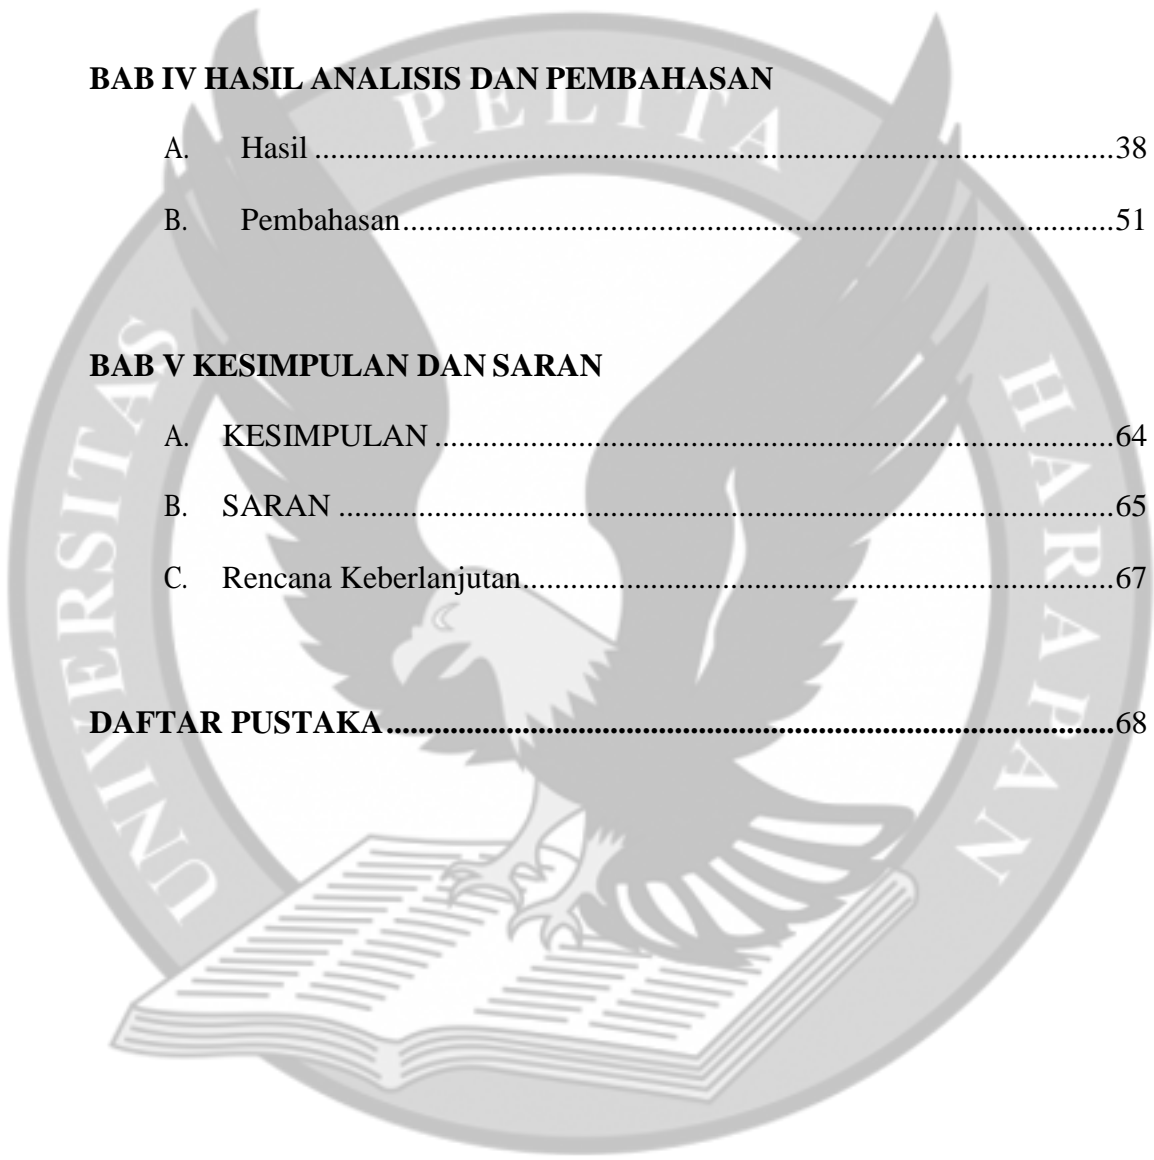 BAB IV HASIL ANALISIS DAN PEMBAHASAN
A. Hasil ....................................................................................................38
B. Pembahasan.........................................................................................51
BAB V KESIMPULAN DAN SARAN
A. KESIMPULAN .....................................................................................64
B. SARAN .................................................................................................65
C. Rencana Keberlanjutan..........................................................................67
DAFTAR PUSTAKA...........................................................................................68
UNIVERSITAS PELITA HARAPAN